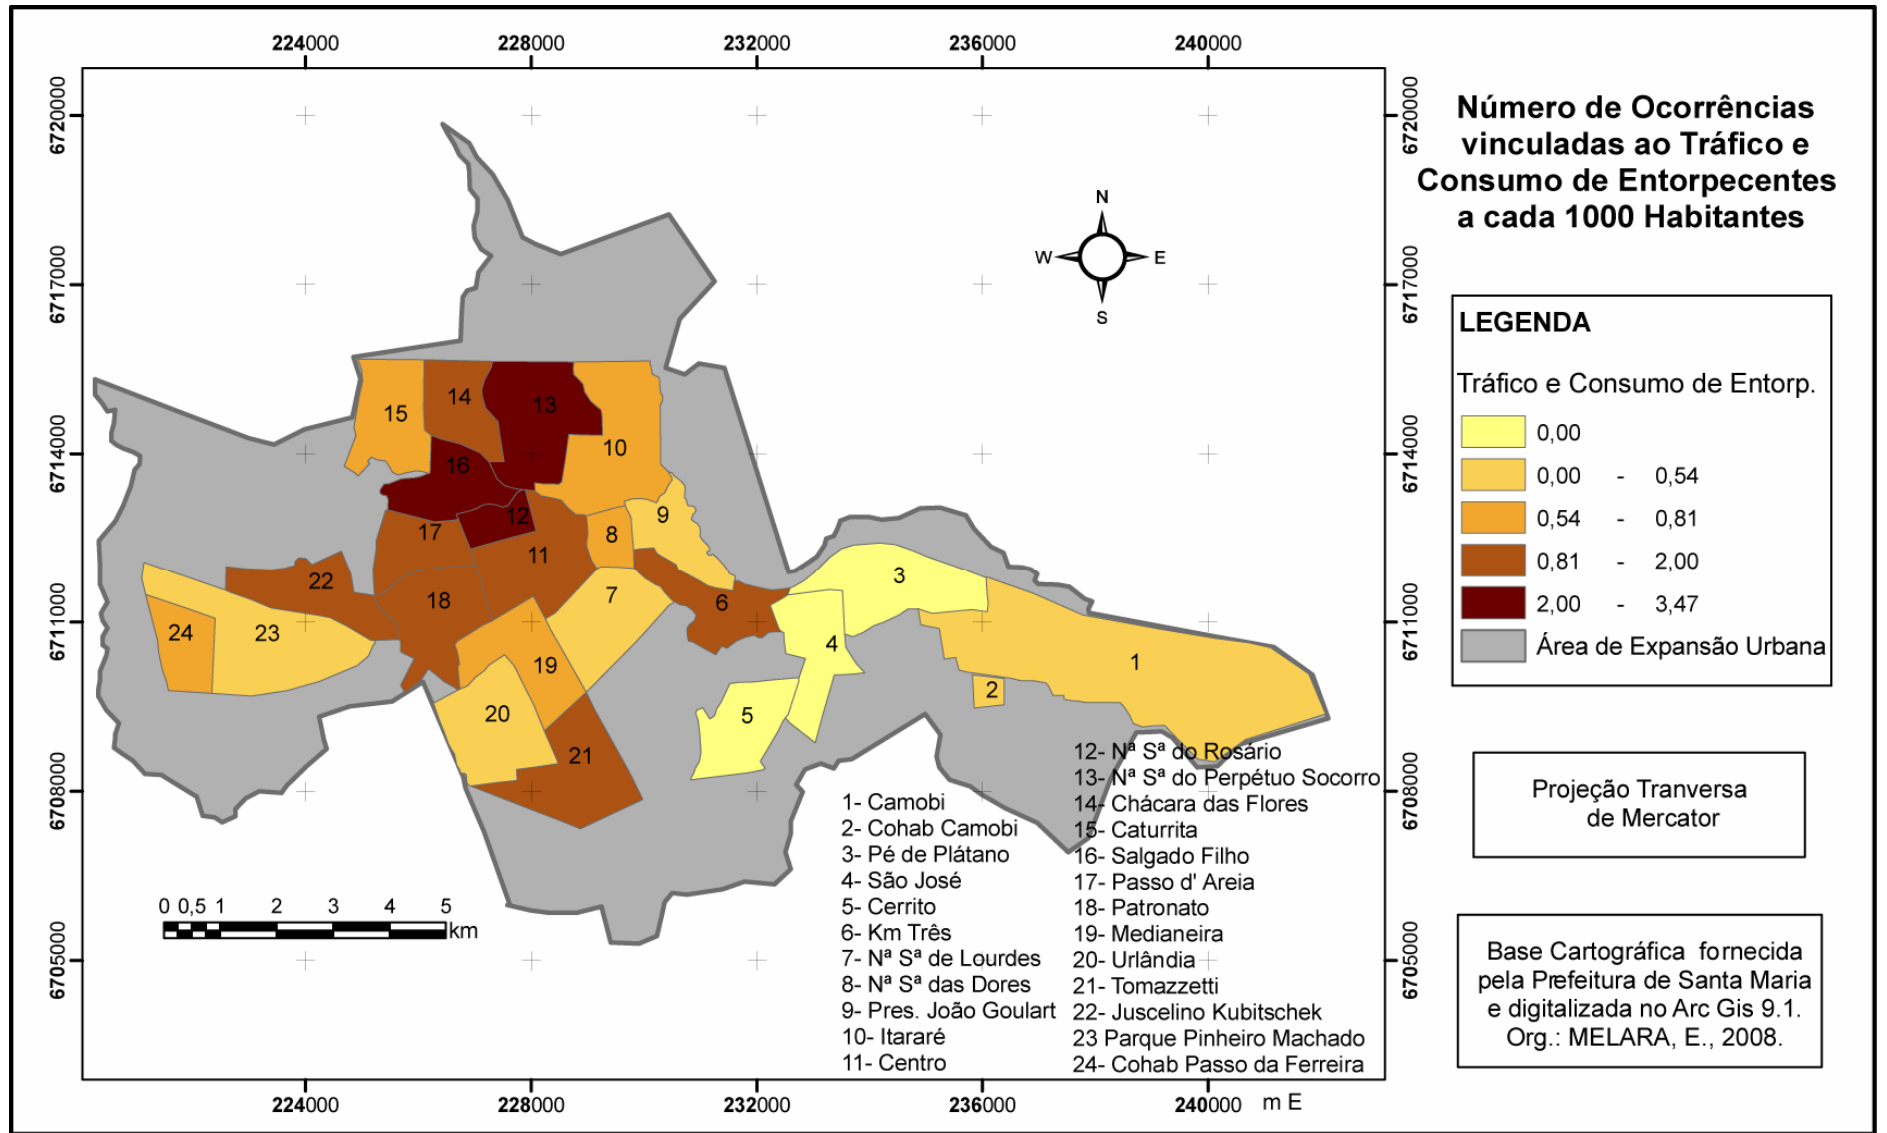 224000 228000 232000 236000 240000
6720000
6717000
6714000
6711000
6708000
6705000
6720000
6717000
6714000
6711000
6708000
6705000
Número de Ocorrências
vinculadas ao Tráfico e
Consumo de Entorpecentes
a cada 1000 Habitantes
N
W E
S
LEGENDA
Tráfico e Consumo de Entorp.
0,00
0,00 - 0,54
0,54 - 0,81
0,81 - 2,00
2,00 - 3,47
Área de Expansão Urbana
15
14
13
10
16
12
17
11
8
9
22
18
7
6
3
24
23
4
1
19
2
20
5
21
1- Camobi
2- Cohab Camobi
3- Pé de Plátano
4- São José
5- Cerrito
6- Km Três
7- Nª Sª de Lourdes
8- Nª Sª das Dores
9- Pres. João Goulart
10- Itararé
11- Centro
12- Nª Sª do Rosário
13- Nª Sª do Perpétuo Socorro
14- Chácara das Flores
15- Caturrita
16- Salgado Filho
17- Passo d' Areia
18- Patronato
19- Medianeira
20- Urlândia
21- Tomazzetti
22- Juscelino Kubitschek
23 Parque Pinheiro Machado
24- Cohab Passo da Ferreira
0 0,5 1 2 3 4 5
km
Projeção Tranversa
de Mercator
Base Cartográfica fornecida
pela Prefeitura de Santa Maria
e digitalizada no Arc Gis 9.1.
Org.: MELARA, E., 2008.
224000 228000 232000 236000 240000 m E